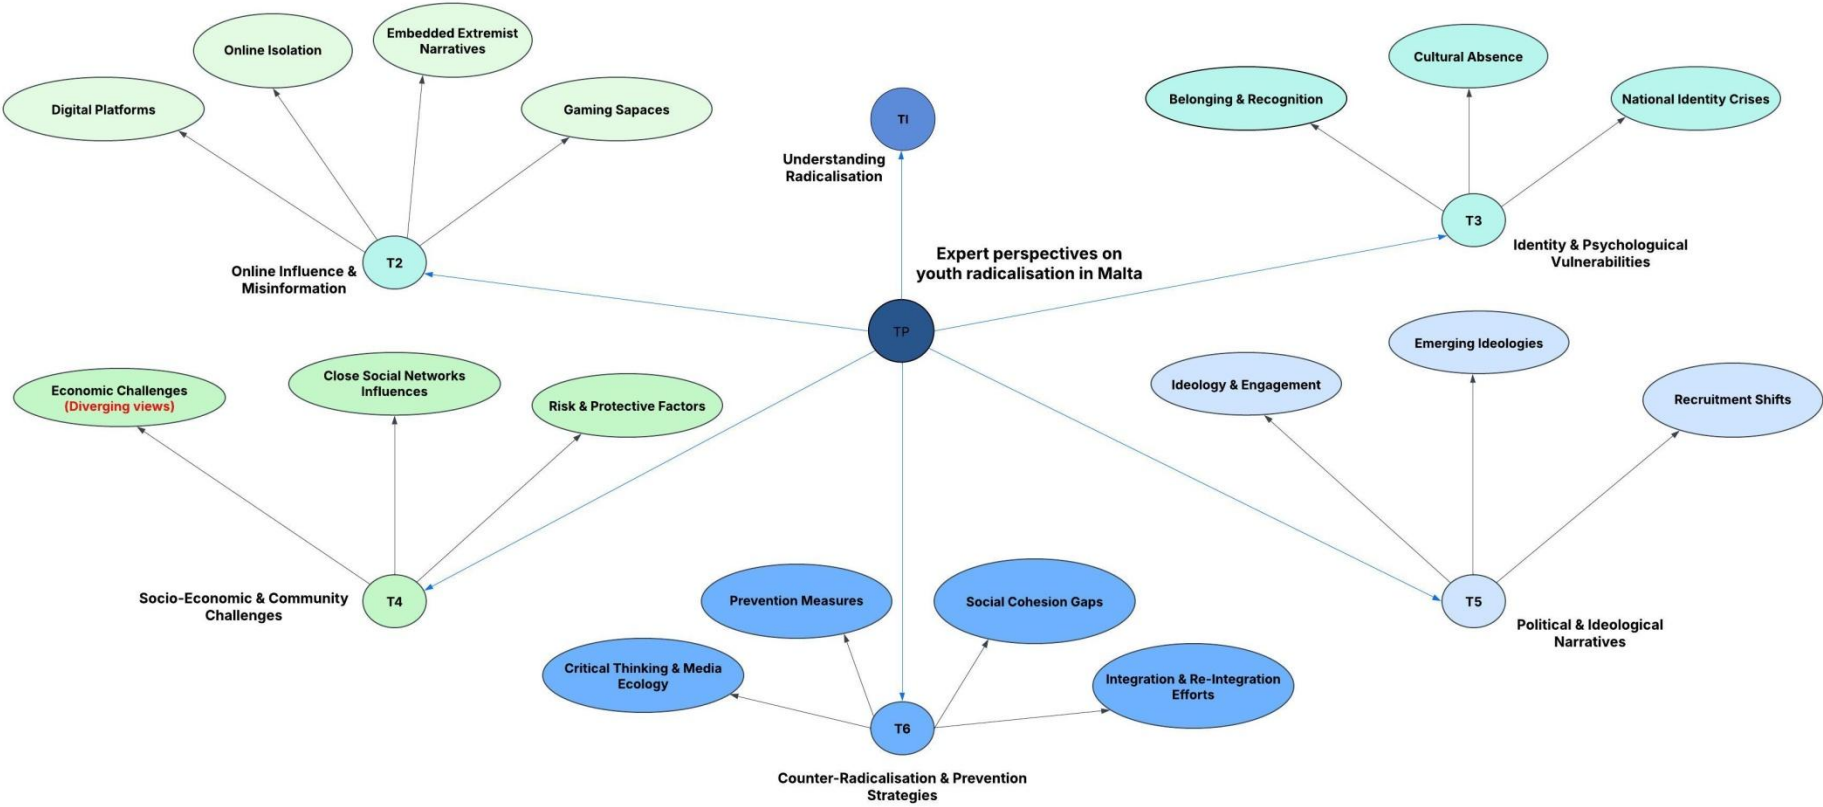 Online Isolation
Embedded Extremist
Narratives
Digital Platforms
Gaming Sapaces
T2
Online Influence &
Misinformation
TI
Understanding
Radicalisation
Cultural Absence
Belonging & Recognition
National Identity Crises
T3
Identity & Psychologuical
Vulnerabilities
Expert perspectives on
youth radicalisation in Malta
TP
Economic Challenges
(Diverging views)
Close Social Networks
Influences
Risk & Protective Factors
T4
Socio-Economic & Community
Challenges
Emerging Ideologies
Ideology & Engagement
Recruitment Shifts
T5
Political & Ideological
Narratives
Prevention Measures
Social Cohesion Gaps
Critical Thinking & Media
Ecology
Integration & Re-Integration
Efforts
T6
Counter-Radicalisation & Prevention
Strategies